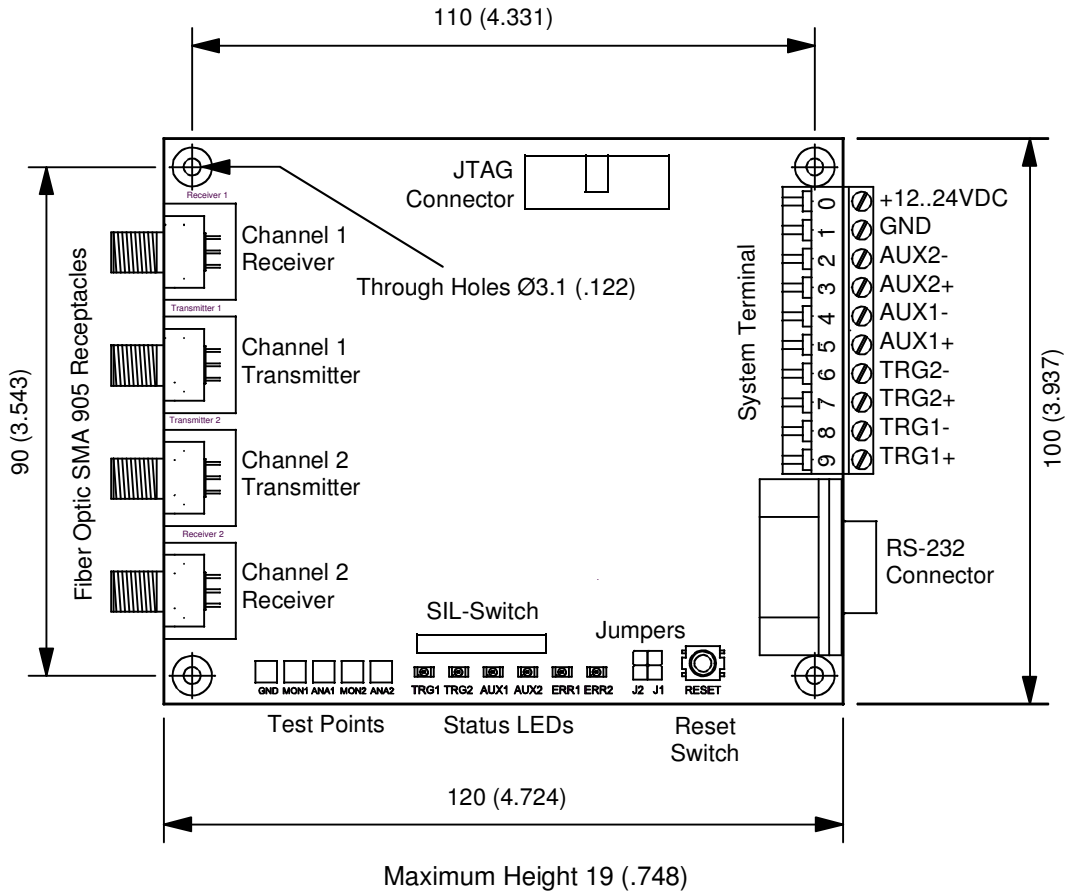 110 (4.331)
JTAG
Connector
Receiver 1
Channel 1
Receiver
Through Holes Ø3.1 (.122)
Transmitter 1
Channel 1
Transmitter
Transmitter 2
Channel 2
Transmitter
Receiver 2
Channel 2
Receiver
90 (3.543)
Fiber Optic SMA 905 Receptacles
System Terminal
0 +12..24VDC
1 GND
2 AUX2-
3 AUX2+
4 AUX1-
5 AUX1+
6 TRG2-
7 TRG2+
8 TRG1-
9 TRG1+
100 (3.937)
RS-232
Connector
SIL-Switch
Jumpers
GND MON1 ANA1 MON2 ANA2
TRG1 TRG2 AUX1 AUX2 ERR1 ERR2
J2 J1
RESET
Test Points
Status LEDs
Reset
Switch
120 (4.724)
Maximum Height 19 (.748)